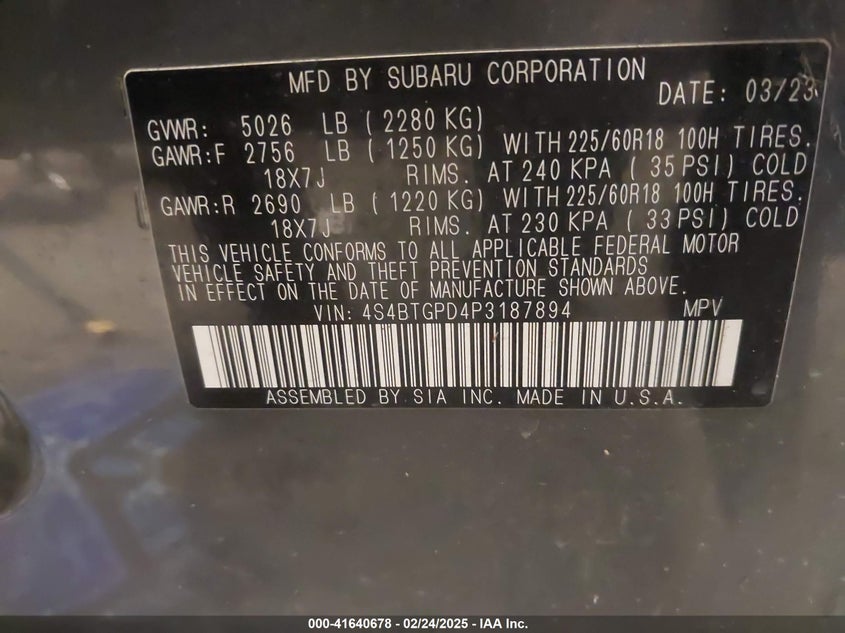 MFD BY SUBARU CORPORATION
DATE: 03/23
GVWR: 5026 LB ( 2280 KG)
GAWR:F 2756 LB ( 1250 KG) WITH 225/60R18 100H TIRES.
18X7J RIMS. AT 240 KPA ( 35 PSI) COLD
GAWR:R 2690 LB ( 1220 KG) WITH 225/60R18 100H TIRES.
18X7J RIMS. AT 230 KPA ( 33 PSI) COLD
THIS VEHICLE CONFORMS TO ALL APPLICABLE FEDERAL MOTOR
VEHICLE SAFETY AND THEFT PREVENTION STANDARDS
IN EFFECT ON THE DATE OF MANUFACTURE SHOWN ABOVE.
VIN: 4S4BTGPD4P3187894 MPV
ASSEMBLED BY SIA INC. MADE IN U.S.A.
000-41640678 - 02/24/2025 - IAA Inc.